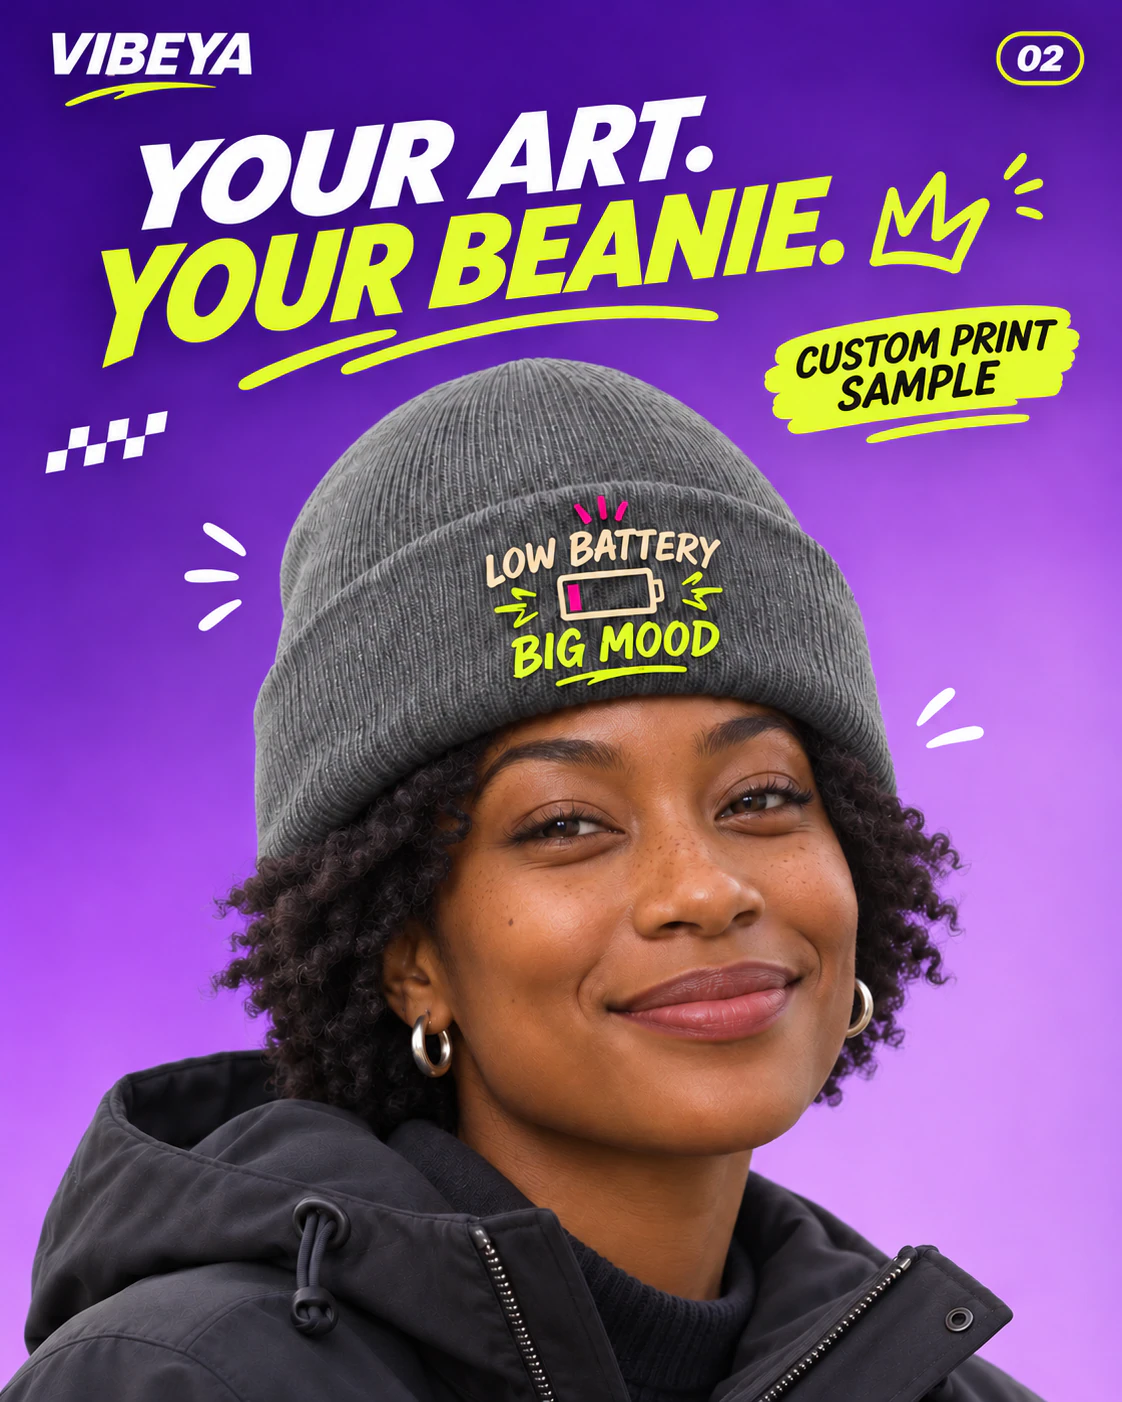 VIBEYA
02
YOUR ART.
YOUR BEANIE.
CUSTOM PRINT
SAMPLE
LOW BATTERY
BIG MOOD